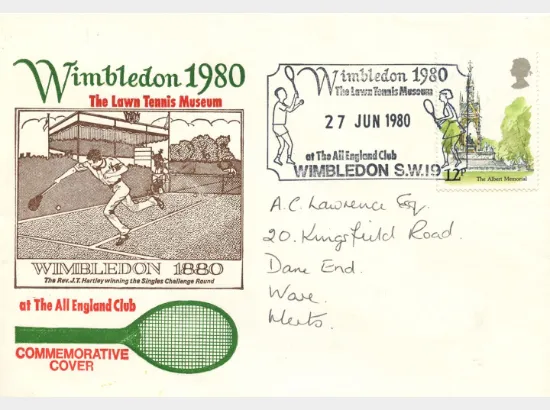 Wimbledon 1980
The Lawn Tennis Museum
WIMBLEDON 1880
The Rev. J.T. Hartley winning the Singles Challenge Round
at The All England Club
COMMEMORATIVE
COVER
Wimbledon 1980
The Lawn Tennis Museum
27 JUN 1980
at The All England Club
WIMBLEDON S.W.19
12P
The Albert Memorial
A.C. Lawrence Esq.
20. Kingsfield Road.
Dane End.
Ware.
Herts.